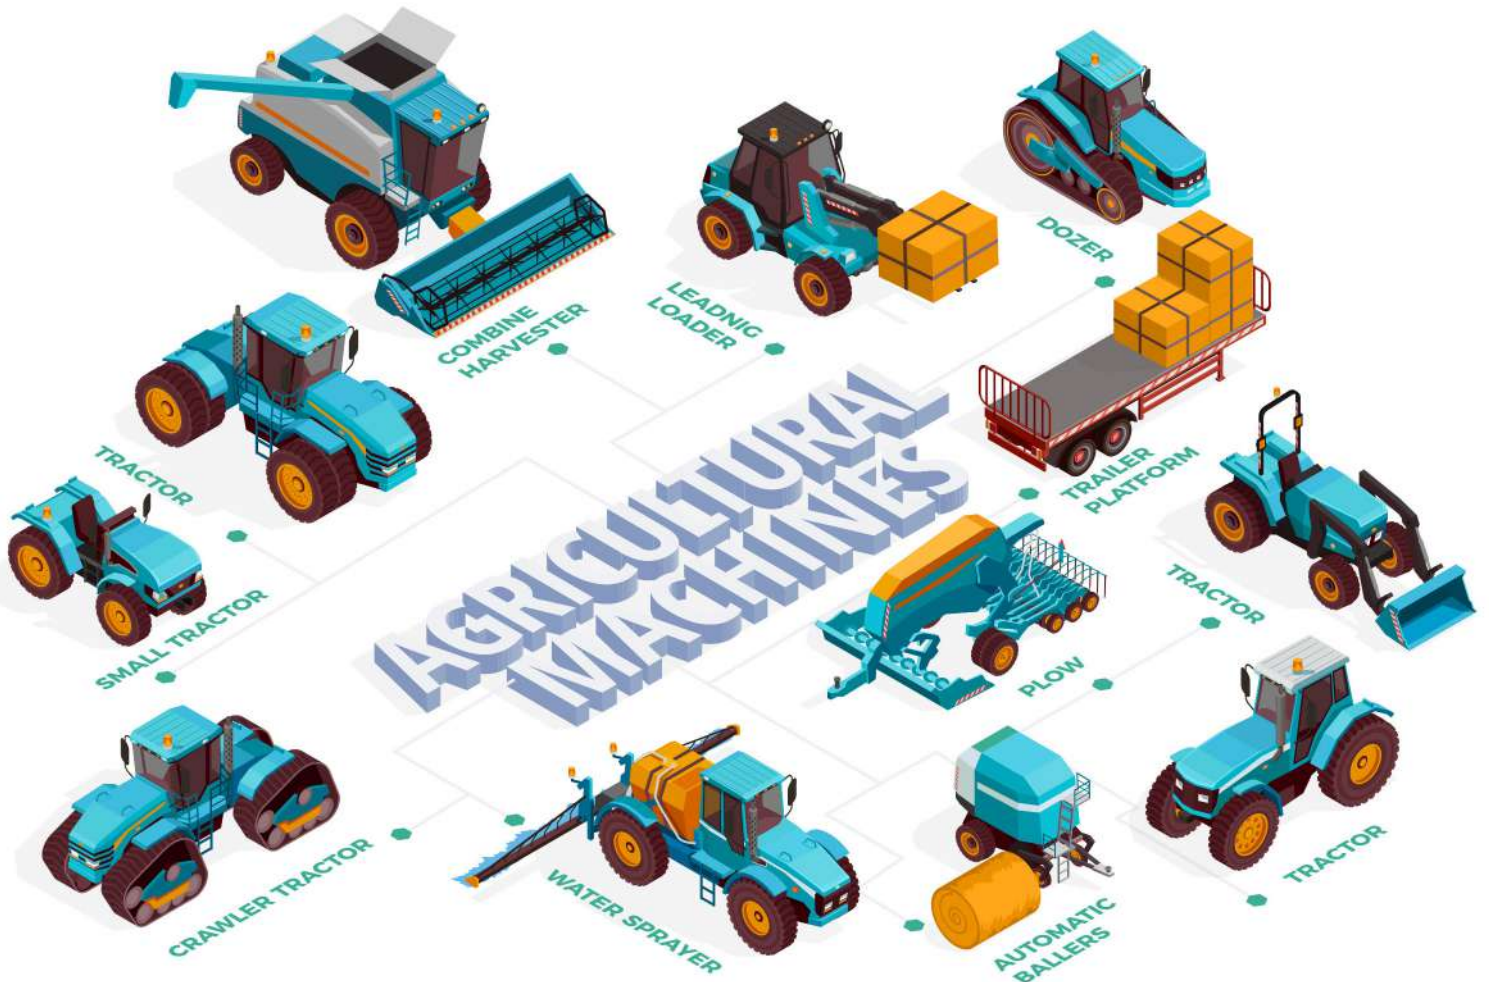 COMBINE
HARVESTER
LEADNIG
LOADER
DOZER
TRACTOR
AGRICULTURAL
MACHINES
TRAILER
PLATFORM
TRACTOR
SMALL TRACTOR
PLOW
CRAWLER TRACTOR
WATER SPRAYER
AUTOMATIC
BALLERS
TRACTOR